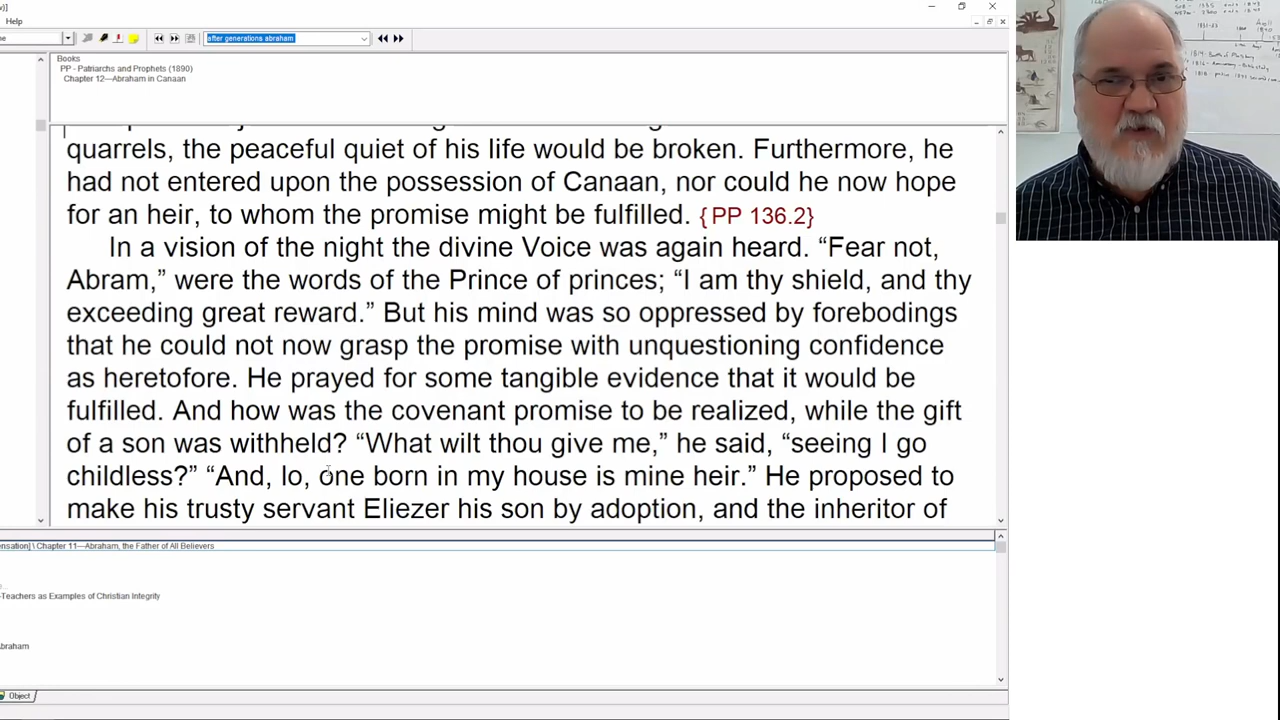 Help
after generations abraham
Books
PP - Patriarchs and Prophets (1890)
Chapter 12—Abraham in Canaan
quarrels, the peaceful quiet of his life would be broken. Furthermore, he
had not entered upon the possession of Canaan, nor could he now hope
for an heir, to whom the promise might be fulfilled. {PP 136.2}
In a vision of the night the divine Voice was again heard. “Fear not,
Abram,” were the words of the Prince of princes; “I am thy shield, and thy
exceeding great reward.” But his mind was so oppressed by forebodings
that he could not now grasp the promise with unquestioning confidence
as heretofore. He prayed for some tangible evidence that it would be
fulfilled. And how was the covenant promise to be realized, while the gift
of a son was withheld? “What wilt thou give me,” he said, “seeing I go
childless?” “And, lo, one born in my house is mine heir.” He proposed to
make his trusty servant Eliezer his son by adoption, and the inheritor of
nsation] \ Chapter 11—Abraham, the Father of All Believers
-Teachers as Examples of Christian Integrity
braham
Object